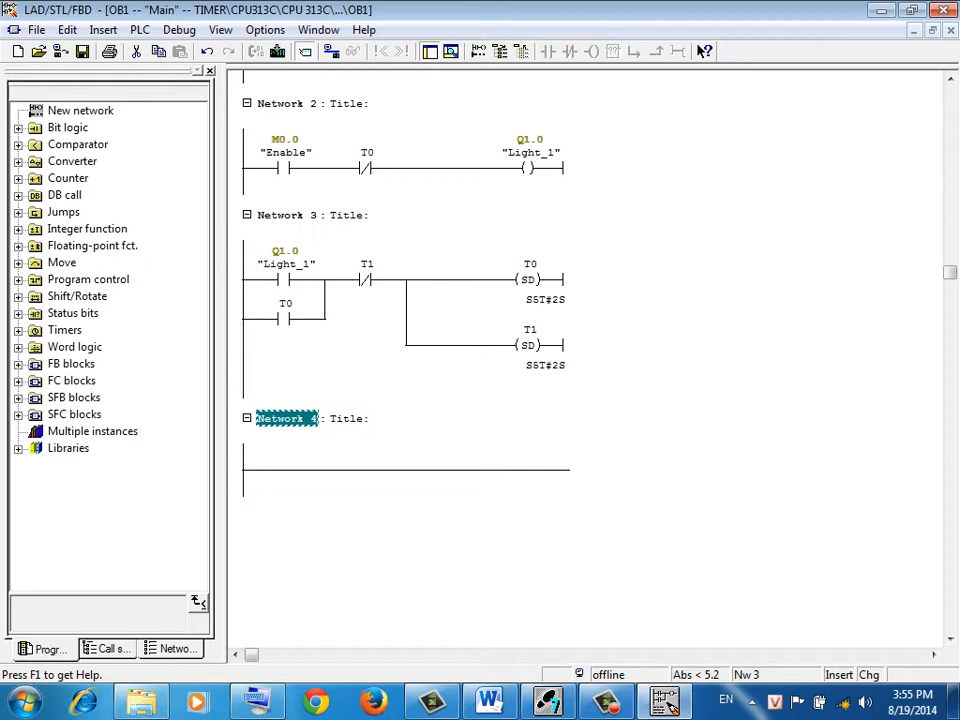 LAD/STL/FBD - [OB1 -- "Main" -- TIMER\CPU313C\CPU 313C\...\OB1]
File Edit Insert PLC Debug View Options Window Help
New network
Bit logic
Comparator
Converter
Counter
DB call
Jumps
Integer function
Floating-point fct.
Move
Program control
Shift/Rotate
Status bits
Timers
Word logic
FB blocks
FC blocks
SFB blocks
SFC blocks
Multiple instances
Libraries
Progr... Call s... Netwo...
Network 2 : Title:
M0.0 Q1.0
"Enable" T0 "Light_1"
Network 3 : Title:
Q1.0
"Light_1" T1 T0
SD
T0 S5T#2S
T1
SD
S5T#2S
Network 4 : Title:
Press F1 to get Help. offline Abs < 5.2 Nw 3 Insert Chg
EN 3:55 PM
8/19/2014